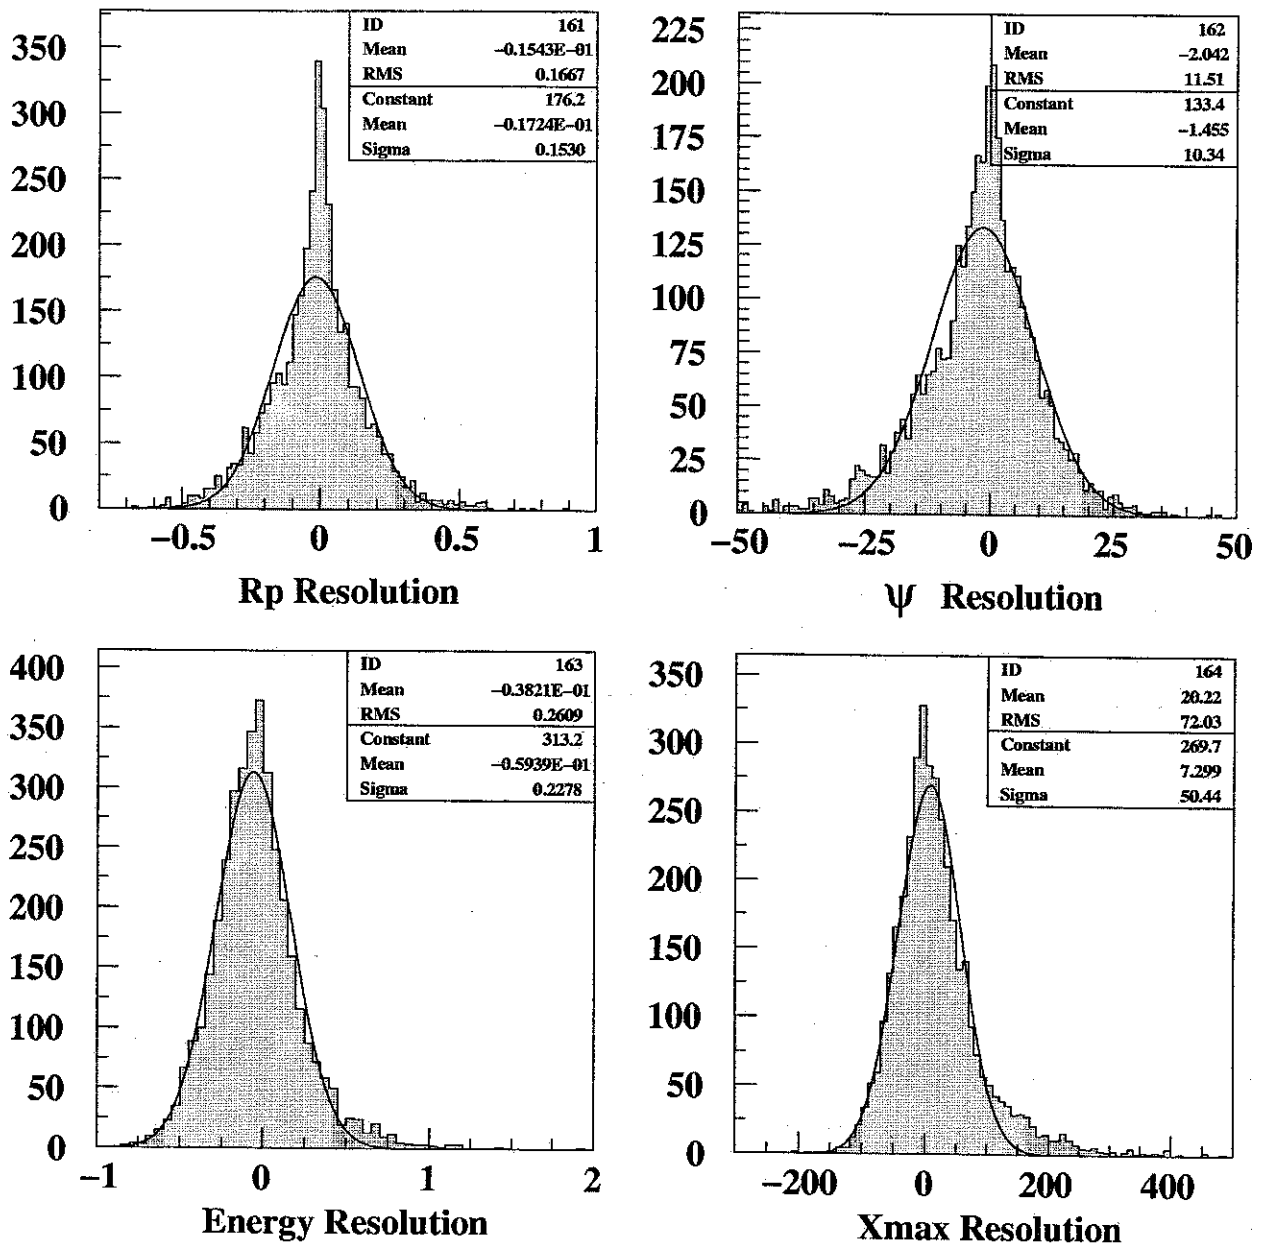 350
300
250
200
150
100
50
0
−0.5 0 0.5 1
Rp Resolution
ID 161
Mean −0.1543E−01
RMS 0.1667
Constant 176.2
Mean −0.1724E−01
Sigma 0.1530
225
200
175
150
125
100
75
50
25
0
−50 −25 0 25 50
ψ Resolution
ID 162
Mean −2.042
RMS 11.51
Constant 133.4
Mean −1.455
Sigma 10.34
400
350
300
250
200
150
100
50
0
−1 0 1 2
Energy Resolution
ID 163
Mean −0.3821E−01
RMS 0.2609
Constant 313.2
Mean −0.5939E−01
Sigma 0.2278
350
300
250
200
150
100
50
0
−200 0 200 400
Xmax Resolution
ID 164
Mean 20.22
RMS 72.03
Constant 269.7
Mean 7.299
Sigma 50.44